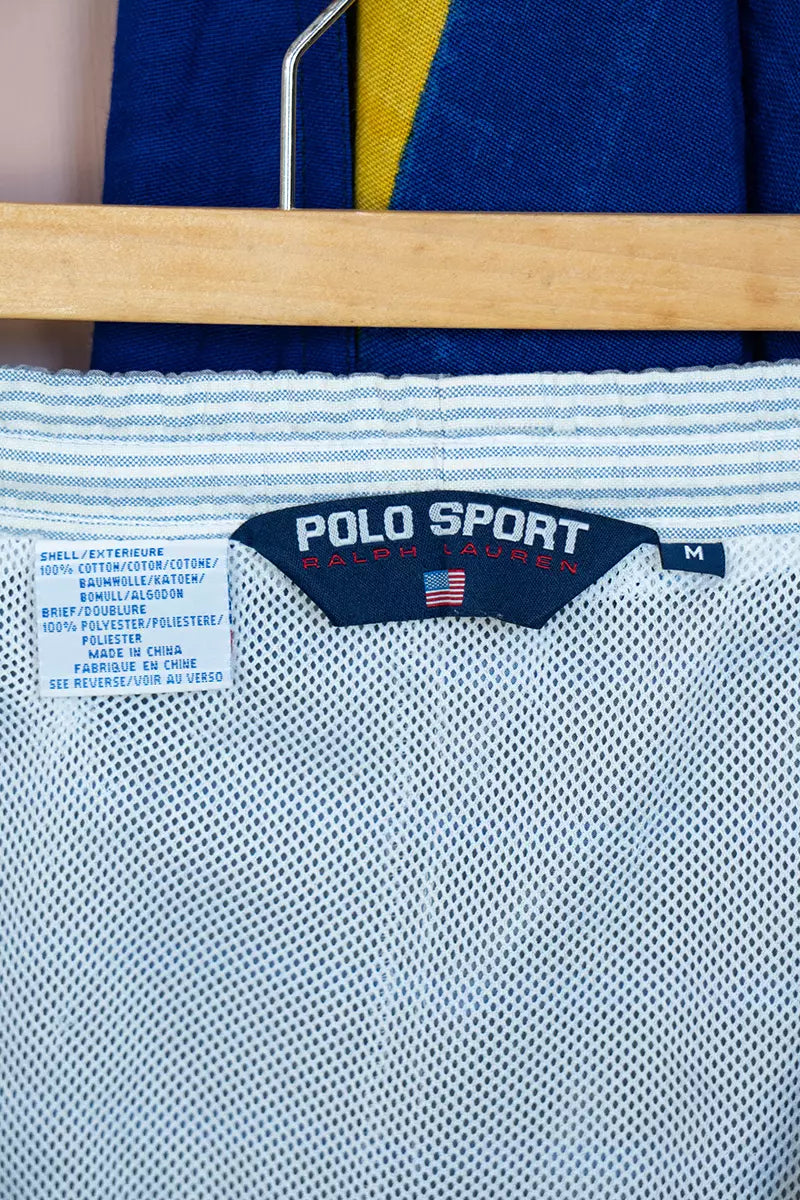 POLO SPORT
RALPH LAUREN
M
SHELL/EXTERIEURE
100% COTTON/COTON/COTONE/
BAUMWOLLE/KATOEN/
BOMULL/ALGODON
BRIEF/DOUBLURE
100% POLYESTER/POLIESTERE/
POLIESTER
MADE IN CHINA
FABRIQUE EN CHINE
SEE REVERSE/VOIR AU VERSO